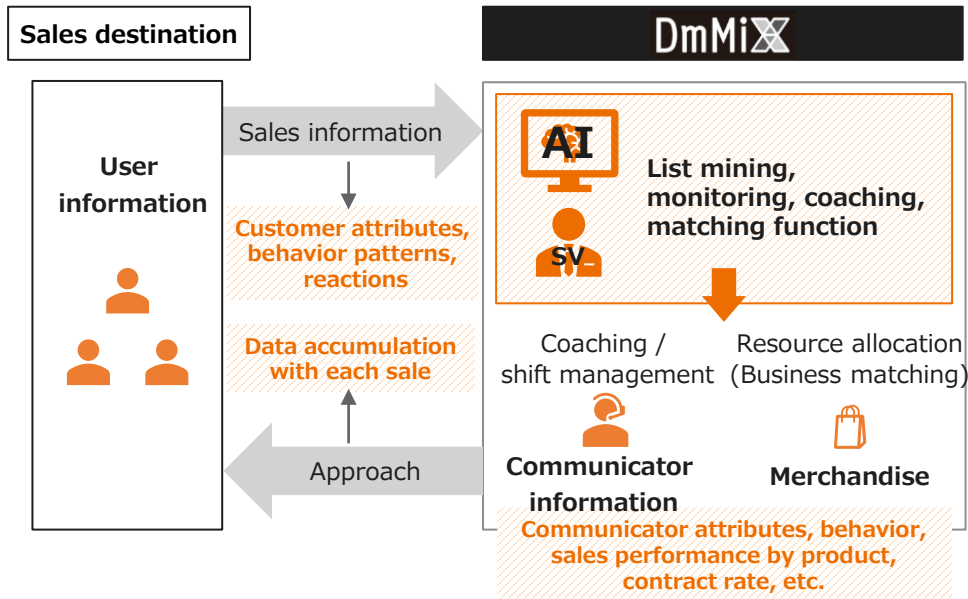 Sales destination
DmMiX
User
information
Sales information
Customer attributes,
behavior patterns,
reactions
Data accumulation
with each sale
Approach
AI
SV
List mining,
monitoring, coaching,
matching function
Coaching /
shift management
Resource allocation
(Business matching)
Communicator
information
Merchandise
Communicator attributes, behavior,
sales performance by product,
contract rate, etc.